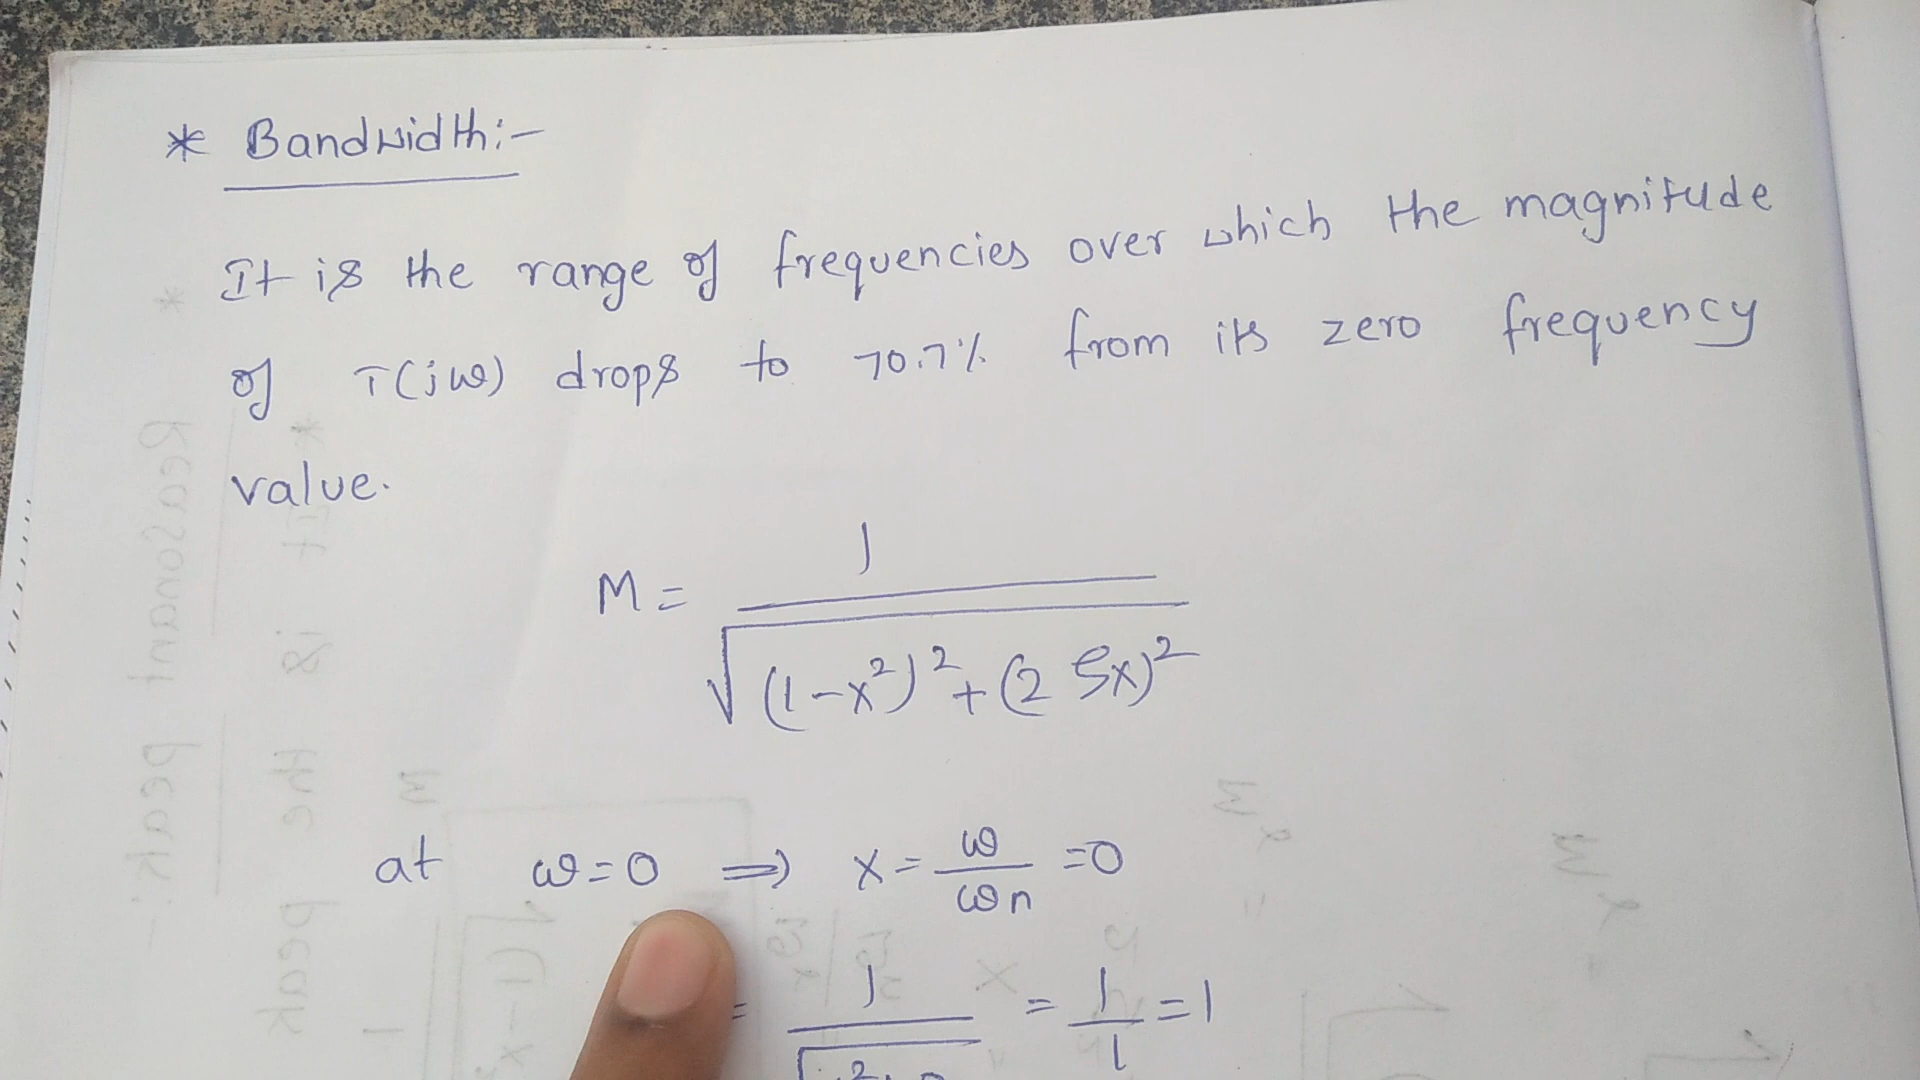 * Bandwidth:-
It is the range of frequencies over which the magnitude
of T(jω) drops to 70.7% from its zero frequency
value.
M = 1 / √((1-x²)² + (2ξx)²)
at ω=0 ⇒ x = ω/ωn = 0
= 1/√ = 1/1 = 1